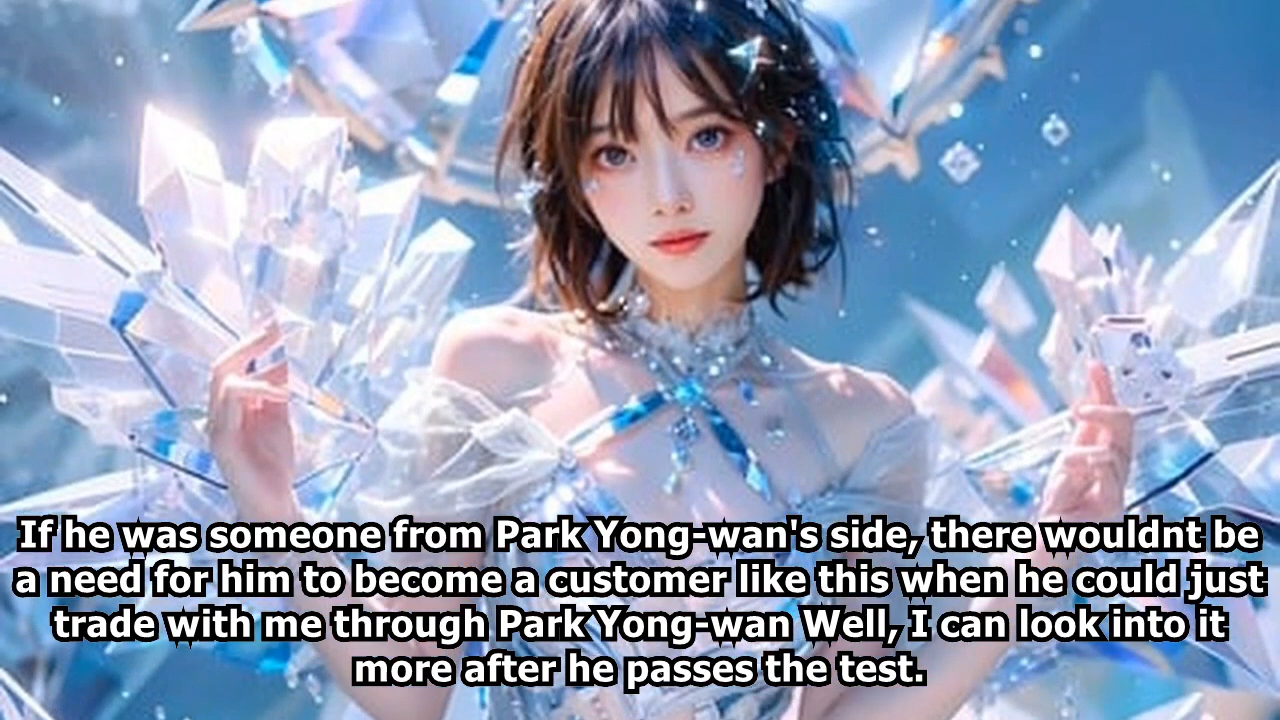 If he was someone from Park Yong-wan's side, there wouldnt be
a need for him to become a customer like this when he could just
trade with me through Park Yong-wan Well, I can look into it
more after he passes the test.